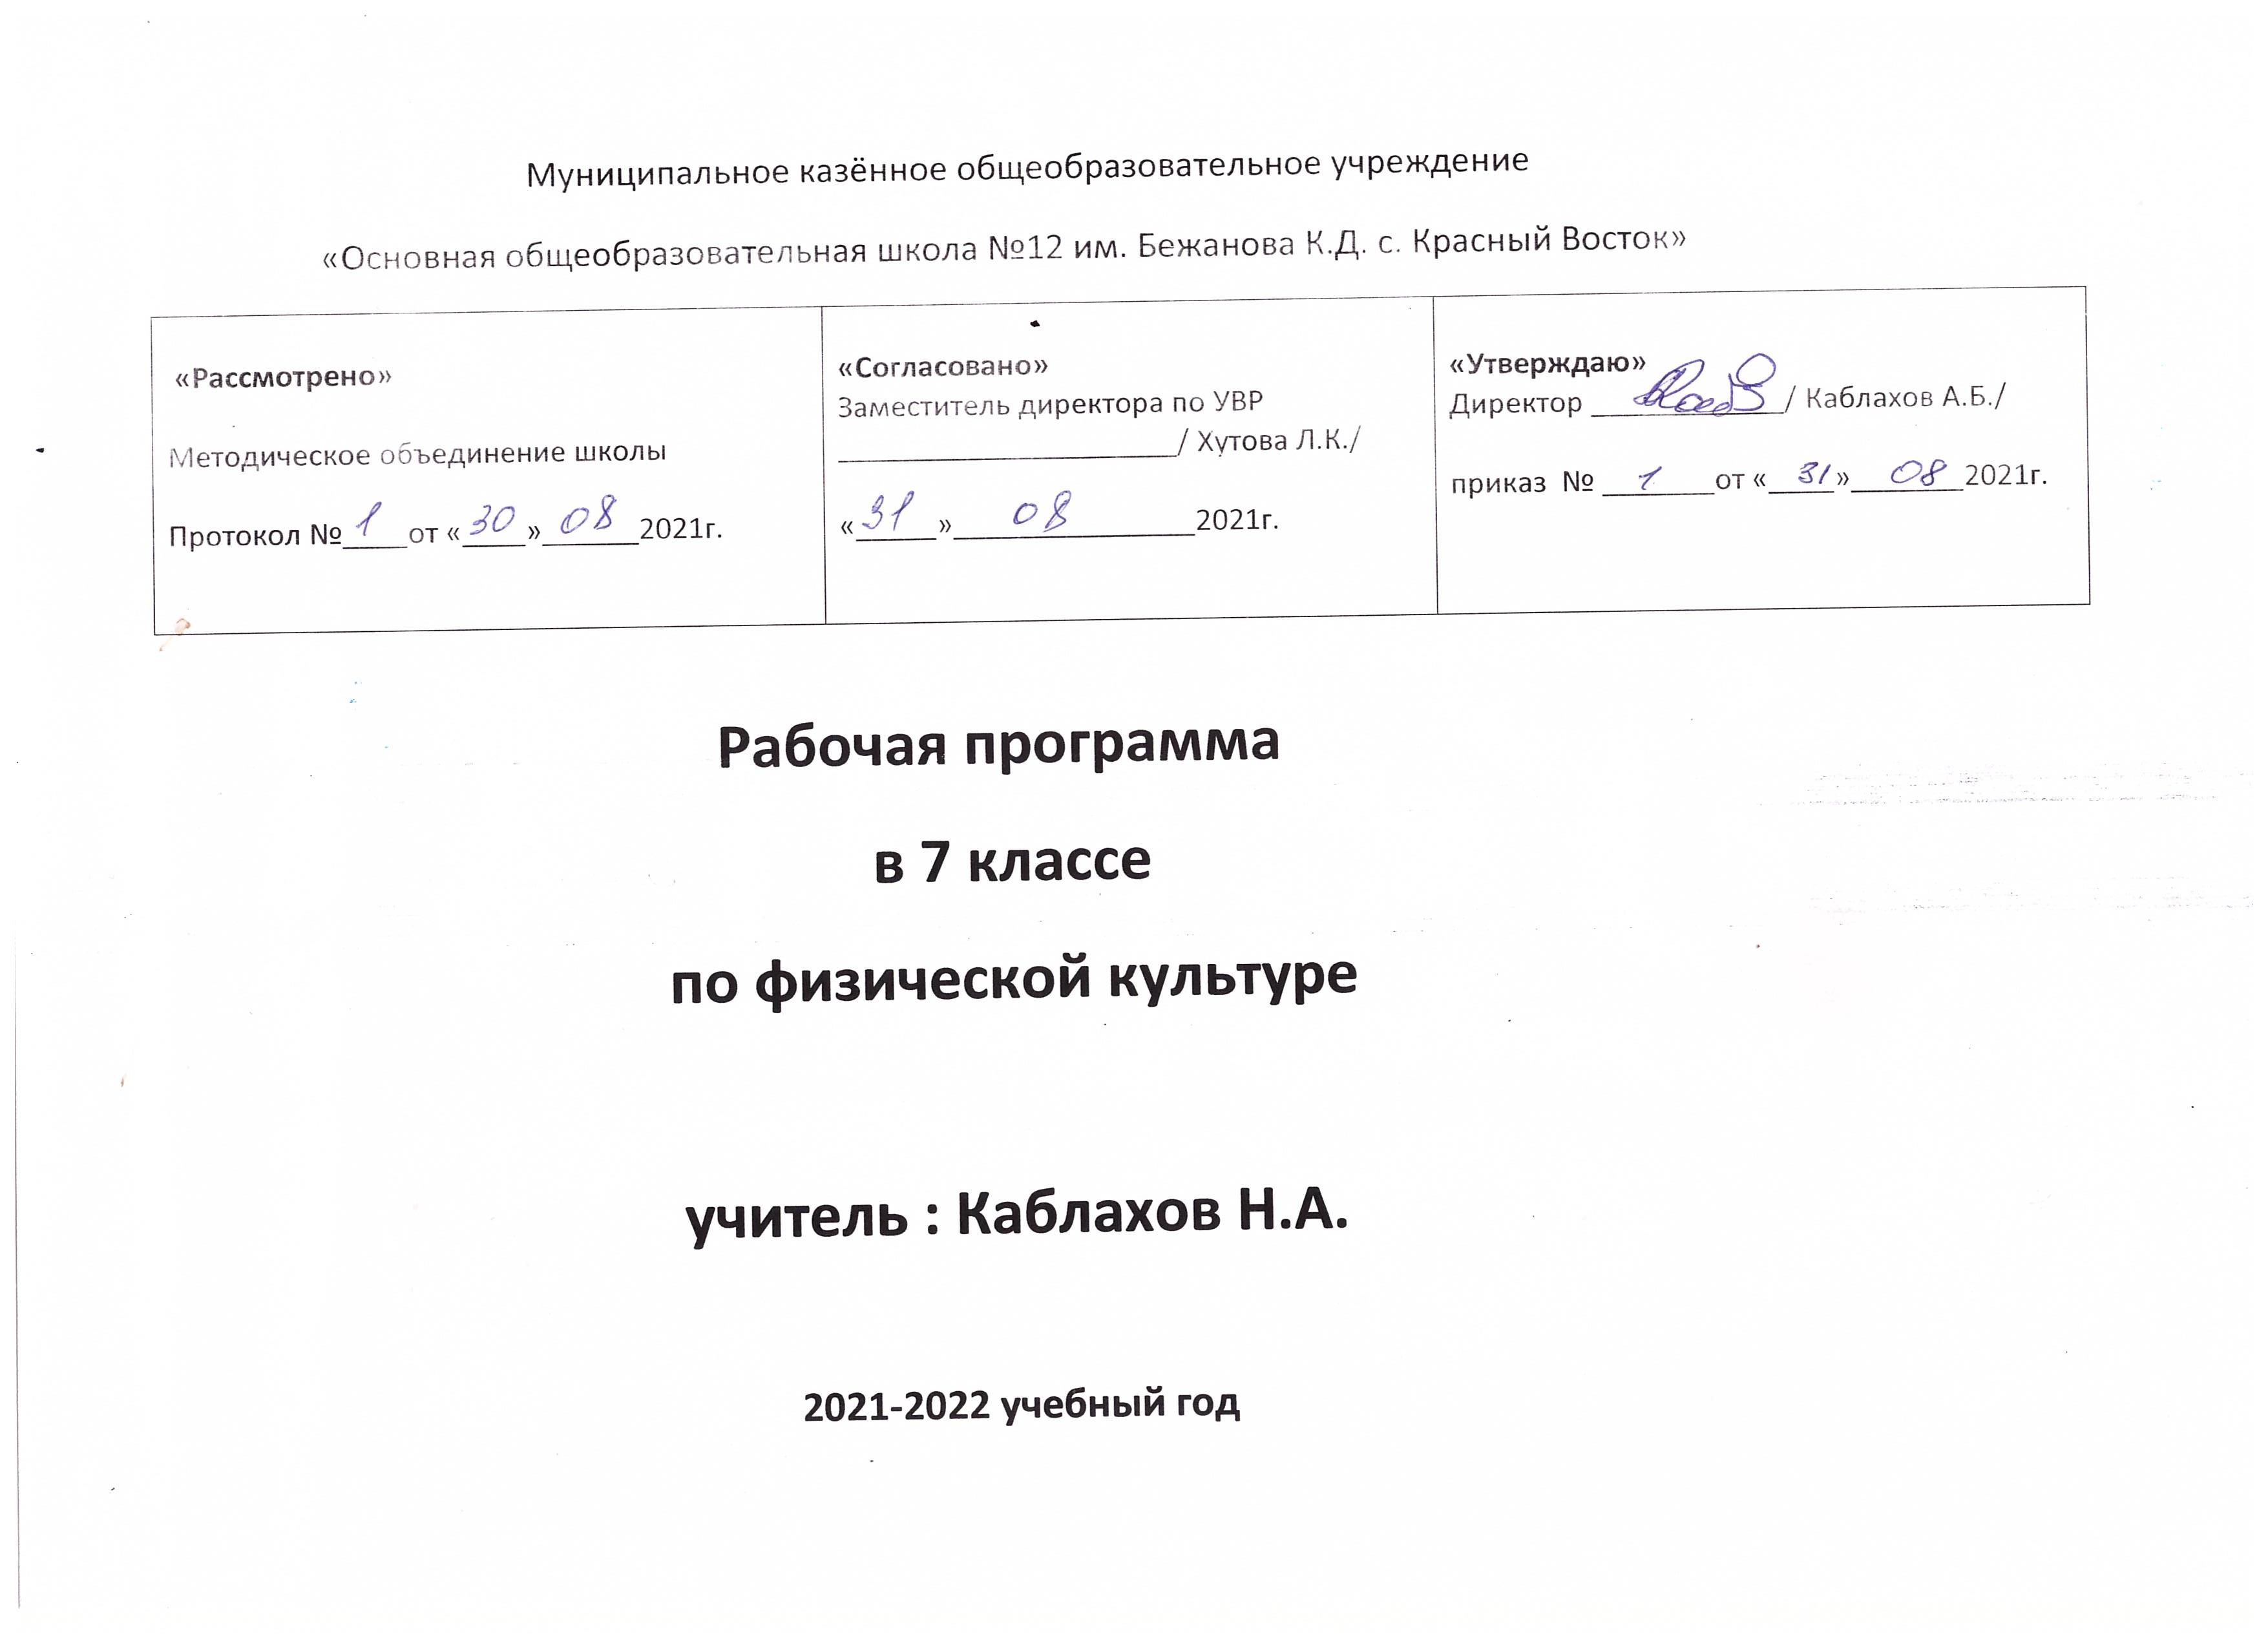 Муниципальное казённое общеобразовательное учреждение
«Основная общеобразовательная школа №12 им. Бежанова К.Д. с. Красный Восток»
«Рассмотрено»
Методическое объединение школы
Протокол № 1 от « 30 » 08 2021г.
«Согласовано»
Заместитель директора по УВР
/ Хутова Л.К./
« 31 » 08 2021г.
«Утверждаю»
Директор / Каблахов А.Б./
приказ № 1 от « 31 » 08 2021г.
Рабочая программа
в 7 классе
по физической культуре
учитель : Каблахов Н.А.
2021-2022 учебный год